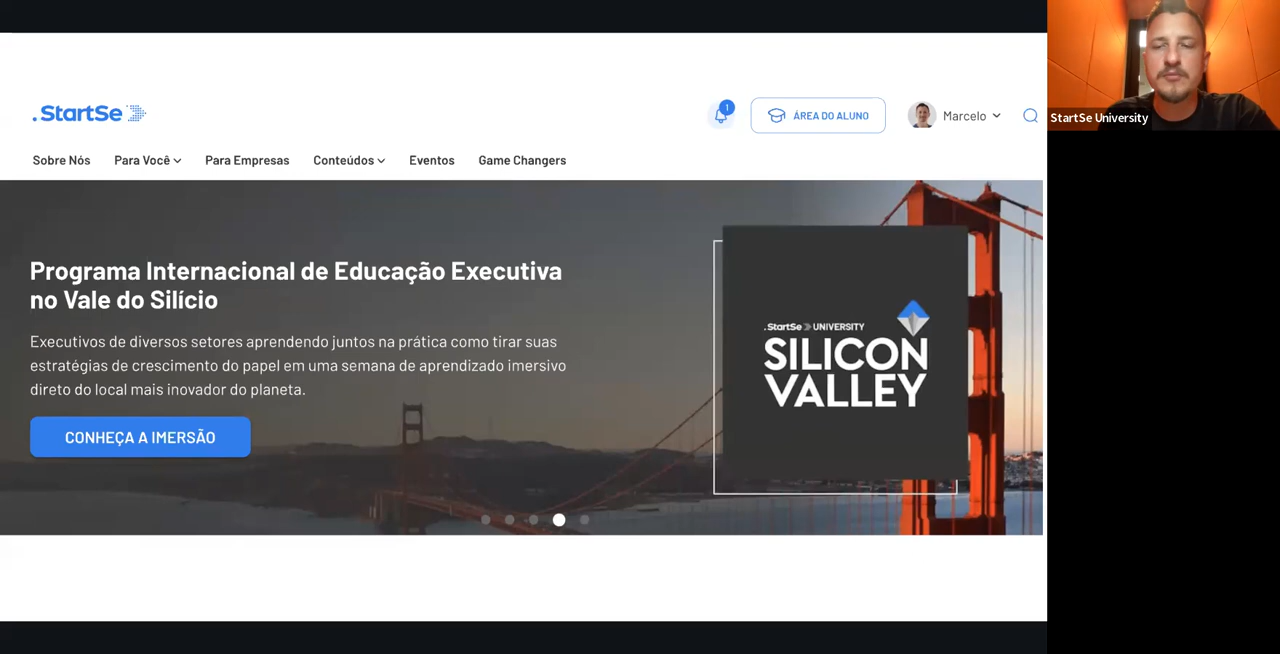 .StartSe
1
ÁREA DO ALUNO
Marcelo
StartSe University
Sobre Nós Para Você Para Empresas Conteúdos Eventos Game Changers
Programa Internacional de Educação Executiva
no Vale do Silício
Executivos de diversos setores aprendendo juntos na prática como tirar suas
estratégias de crescimento do papel em uma semana de aprendizado imersivo
direto do local mais inovador do planeta.
CONHEÇA A IMERSÃO
.StartSe UNIVERSITY
SILICON
VALLEY